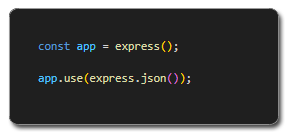 const app = express();
app.use(express.json());